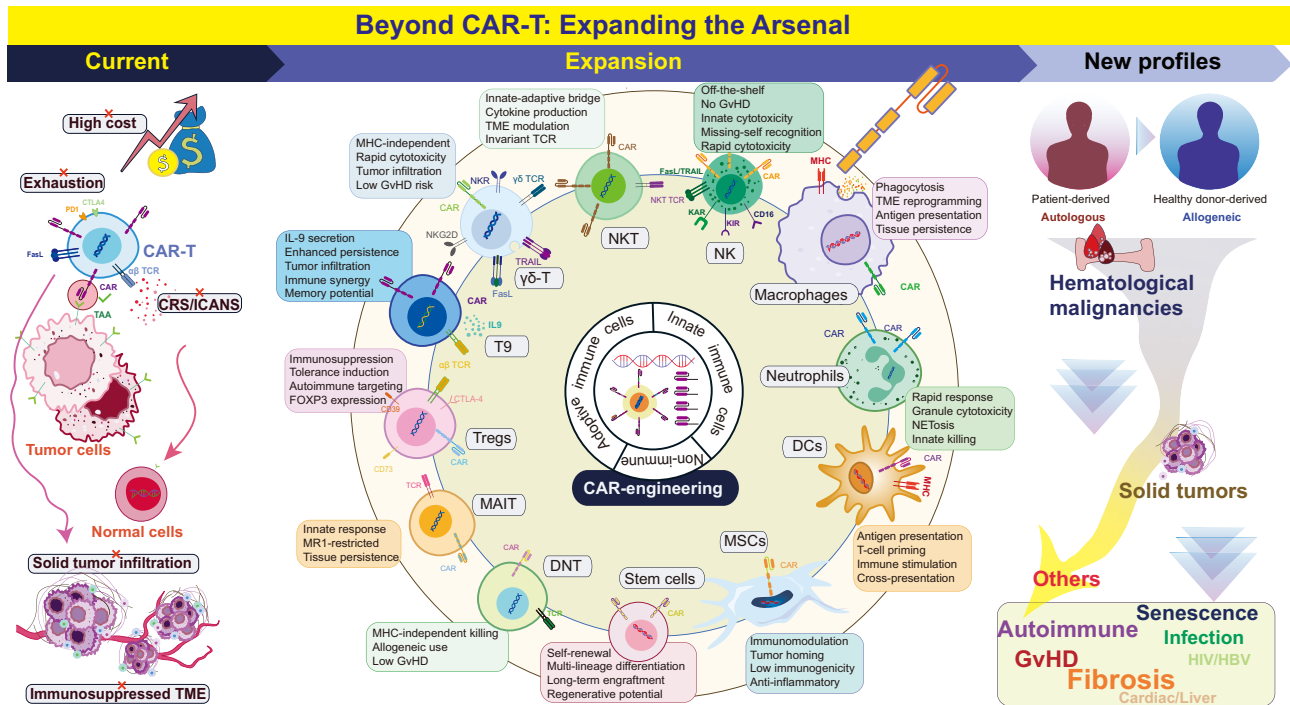 Beyond CAR-T: Expanding the Arsenal
Current
Expansion
New profiles
High cost
Exhaustion
CTLA4
PD1
FasL
CAR-T
αβ TCR
CAR
TAA
CRS/ICANS
Tumor cells
Normal cells
Solid tumor infiltration
Immunosuppressed TME
Innate-adaptive bridge
Cytokine production
TME modulation
Invariant TCR
CAR
NKT TCR
NKT
Off-the-shelf
No GvHD
Innate cytotoxicity
Missing-self recognition
Rapid cytotoxicity
FasL/TRAIL
CAR
KAR
KIR
CD16
NK
MHC-independent
Rapid cytotoxicity
Tumor infiltration
Low GvHD risk
NKR
γδ TCR
CAR
NKG2D
TRAIL
FasL
γδ-T
MHC
Phagocytosis
TME reprogramming
Antigen presentation
Tissue persistence
CAR
Macrophages
IL-9 secretion
Enhanced persistence
Tumor infiltration
Immune synergy
Memory potential
CAR
IL9
αβ TCR
T9
CAR
CAR
Neutrophils
Rapid response
Granule cytotoxicity
NETosis
Innate killing
Immunosuppression
Tolerance induction
Autoimmune targeting
FOXP3 expression
CD39
CTLA-4
CAR
CD73
Tregs
Adaptive immune cells
Innate immune cells
Non-immune
CAR-engineering
DCs
CAR
MHC
Antigen presentation
T-cell priming
Immune stimulation
Cross-presentation
TCR
MAIT
CAR
Innate response
MR1-restricted
Tissue persistence
DNT
CAR
TCR
MHC-independent killing
Allogeneic use
Low GvHD
Stem cells
CAR
Self-renewal
Multi-lineage differentiation
Long-term engraftment
Regenerative potential
MSCs
CAR
Immunomodulation
Tumor homing
Low immunogenicity
Anti-inflammatory
Patient-derived
Autologous
Healthy donor-derived
Allogeneic
Hematological
malignancies
Solid tumors
Others
Senescence
Autoimmune
Infection
GvHD
HIV/HBV
Fibrosis
Cardiac/Liver